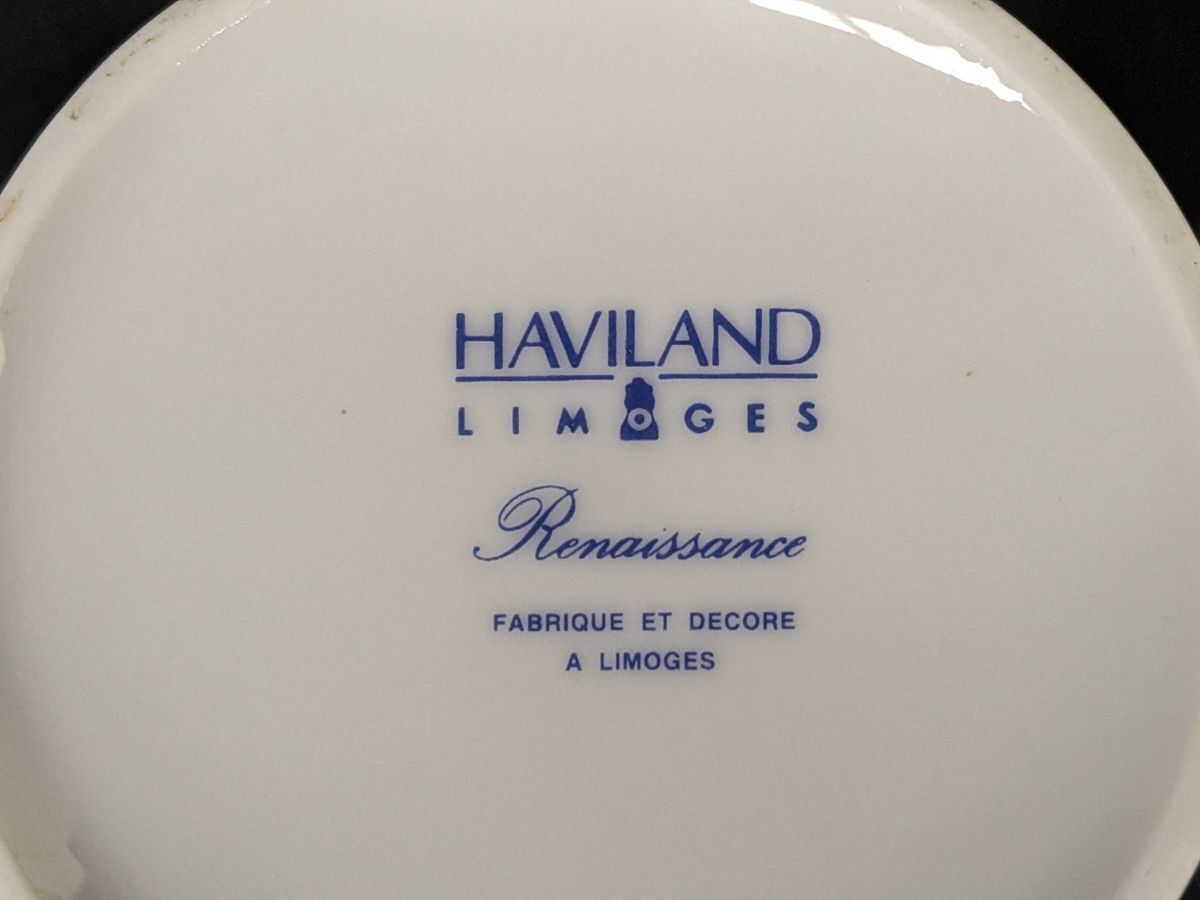 HAVILAND
LIMOGES
Renaissance
FABRIQUE ET DECORE
A LIMOGES